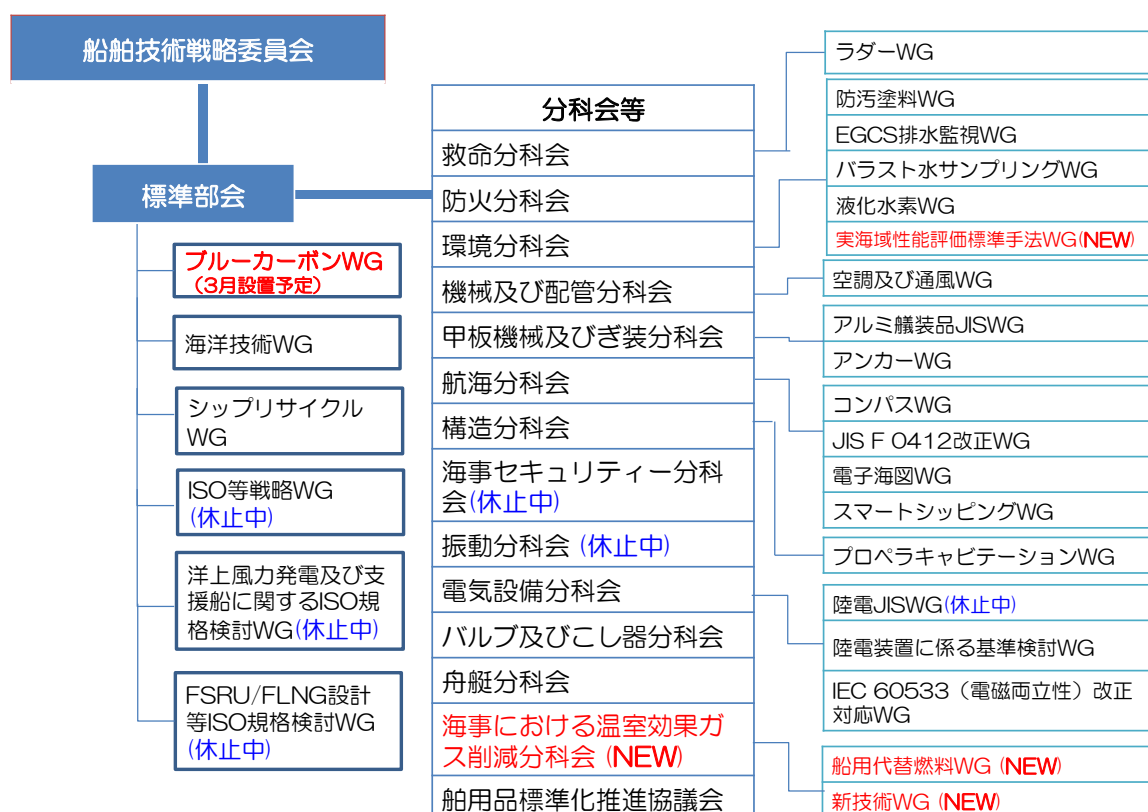 船舶技術戦略委員会
標準部会
ブルーカーボンWG
(3月設置予定)
海洋技術WG
シップリサイクル
WG
ISO等戦略WG
(休止中)
洋上風力発電及び支
援船に関するISO規
格検討WG(休止中)
FSRU/FLNG設計
等ISO規格検討WG
(休止中)
分科会等
救命分科会
防火分科会
環境分科会
機械及び配管分科会
甲板機械及びぎ装分科会
航海分科会
構造分科会
海事セキュリティー分科
会(休止中)
振動分科会 (休止中)
電気設備分科会
バルブ及びこし器分科会
舟艇分科会
海事における温室効果ガ
ス削減分科会 (NEW)
舶用品標準化推進協議会
ラダーWG
防汚塗料WG
EGCS排水監視WG
バラスト水サンプリングWG
液化水素WG
実海域性能評価標準手法WG(NEW)
空調及び通風WG
アルミ艤装品JISWG
アンカーWG
コンパスWG
JIS F 0412改正WG
電子海図WG
スマートシッピングWG
プロペラキャビテーションWG
陸電JISWG(休止中)
陸電装置に係る基準検討WG
IEC 60533(電磁両立性)改正
対応WG
船用代替燃料WG (NEW)
新技術WG (NEW)